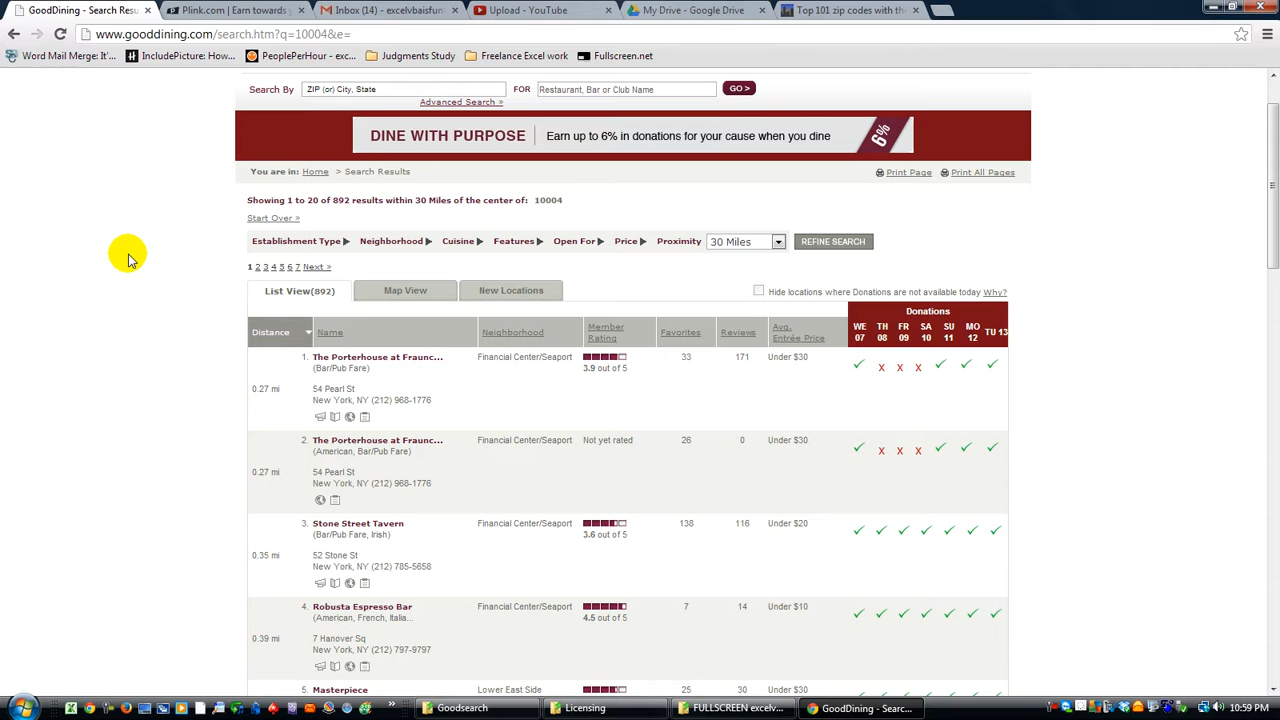 GoodDining - Search Resu
Plink.com | Earn towards y
Inbox (14) - excelvbaisfun
Upload - YouTube
My Drive - Google Drive
Top 101 zip codes with the
www.gooddining.com/search.htm?q=10004&e=
Word Mail Merge: It'...
IncludePicture: How...
PeoplePerHour - exc...
Judgments Study
Freelance Excel work
Fullscreen.net
Search By ZIP (or) City, State FOR Restaurant, Bar or Club Name GO >
Advanced Search »
DINE WITH PURPOSE Earn up to 6% in donations for your cause when you dine 6%
You are in: Home > Search Results Print Page Print All Pages
Showing 1 to 20 of 892 results within 30 Miles of the center of: 10004
Start Over »
Establishment Type Neighborhood Cuisine Features Open For Price Proximity 30 Miles REFINE SEARCH
1 2 3 4 5 6 7 Next »
List View(892) Map View New Locations Hide locations where Donations are not available today Why?
Donations
Distance Name Neighborhood Member Rating Favorites Reviews Avg. Entrée Price WE 07 TH 08 FR 09 SA 10 SU 11 MO 12 TU 13
1. The Porterhouse at Fraunc... Financial Center/Seaport 33 171 Under $30
(Bar/Pub Fare) 3.9 out of 5 X X X
0.27 mi 54 Pearl St
New York, NY (212) 968-1776
2. The Porterhouse at Fraunc... Financial Center/Seaport Not yet rated 26 0 Under $30
(American, Bar/Pub Fare) X X X
0.27 mi 54 Pearl St
New York, NY (212) 968-1776
3. Stone Street Tavern Financial Center/Seaport 138 116 Under $20
(Bar/Pub Fare, Irish) 3.6 out of 5
0.35 mi 52 Stone St
New York, NY (212) 785-5658
4. Robusta Espresso Bar Financial Center/Seaport 7 14 Under $10
(American, French, Italia... 4.5 out of 5
0.39 mi 7 Hanover Sq
New York, NY (212) 797-9797
5. Masterpiece Lower East Side 25 30 Under $30
Goodsearch
Licensing
FULLSCREEN excelv...
GoodDining - Searc...
10:59 PM